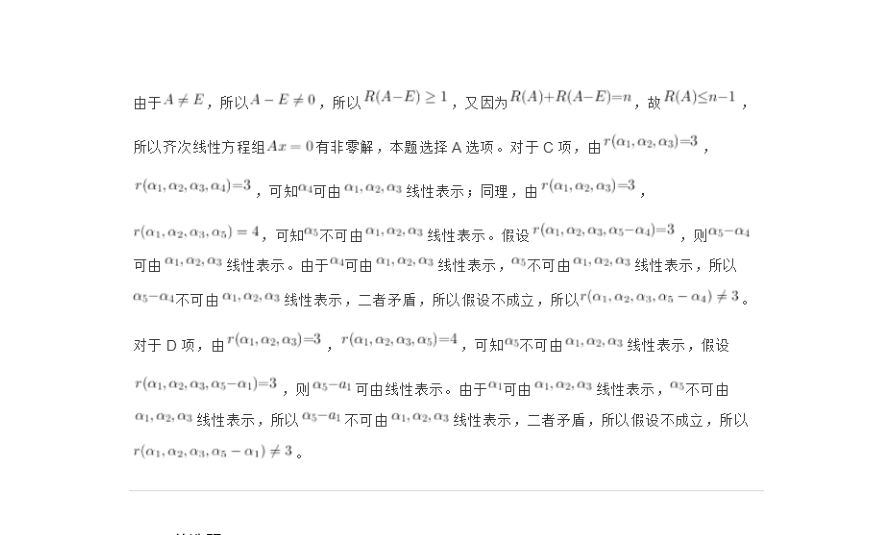 由于A ≠ E，所以A − E ≠ 0，所以R(A−E) ≥ 1，又因为R(A)+R(A−E)=n，故R(A)≤n−1，
所以齐次线性方程组Ax = 0有非零解，本题选择 A 选项。对于 C 项，由r(α₁,α₂,α₃)=3，
r(α₁,α₂,α₃,α₄)=3，可知α₄可由α₁,α₂,α₃线性表示；同理，由r(α₁,α₂,α₃)=3，
r(α₁,α₂,α₃,α₅) = 4，可知α₅不可由α₁,α₂,α₃线性表示。假设r(α₁,α₂,α₃,α₅−α₄)=3，则α₅−α₄
可由α₁,α₂,α₃线性表示。由于α₄可由α₁,α₂,α₃线性表示，α₅不可由α₁,α₂,α₃线性表示，所以
α₅−α₄不可由α₁,α₂,α₃线性表示，二者矛盾，所以假设不成立，所以r(α₁,α₂,α₃,α₅ − α₄) ≠ 3。
对于 D 项，由r(α₁,α₂,α₃)=3，r(α₁,α₂,α₃,α₅)=4，可知α₅不可由α₁,α₂,α₃线性表示，假设
r(α₁,α₂,α₃,α₅−α₁)=3，则α₅−a₁可由线性表示。由于α₁可由α₁,α₂,α₃线性表示，α₅不可由
α₁,α₂,α₃线性表示，所以α₅−a₁不可由α₁,α₂,α₃线性表示，二者矛盾，所以假设不成立，所以
r(α₁,α₂,α₃,α₅ − α₁) ≠ 3。